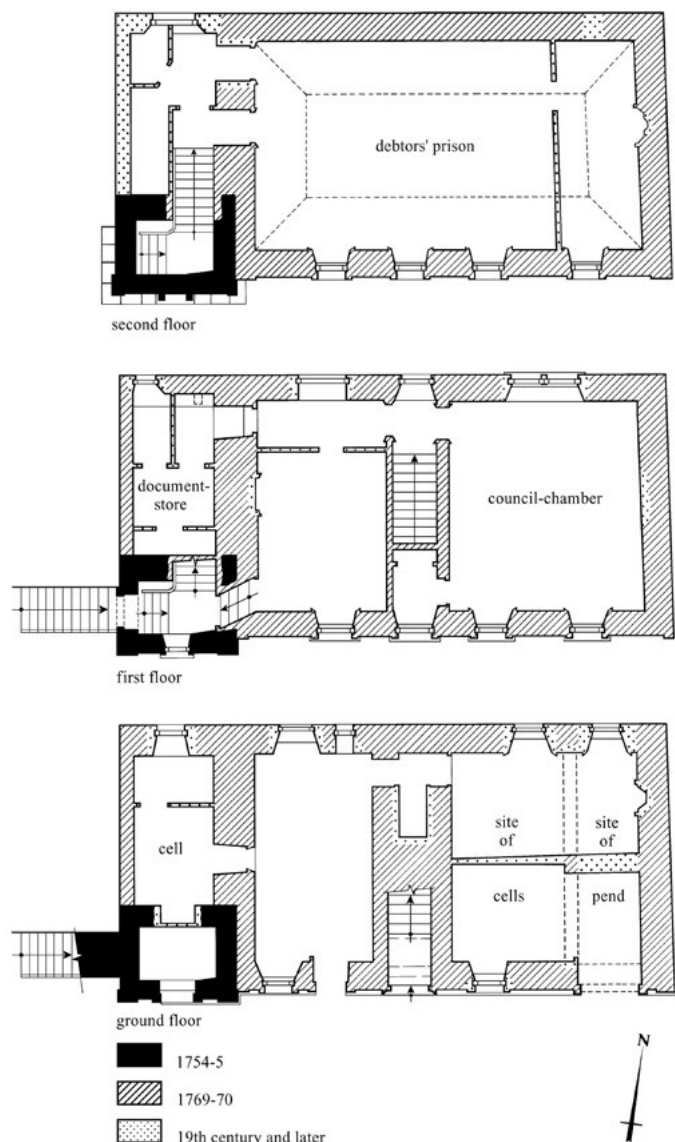 debtors' prison
second floor
document-
store
council-chamber
first floor
site
of
site
of
cell
cells
pend
ground floor
N
1754-5
1769-70
19th century and later